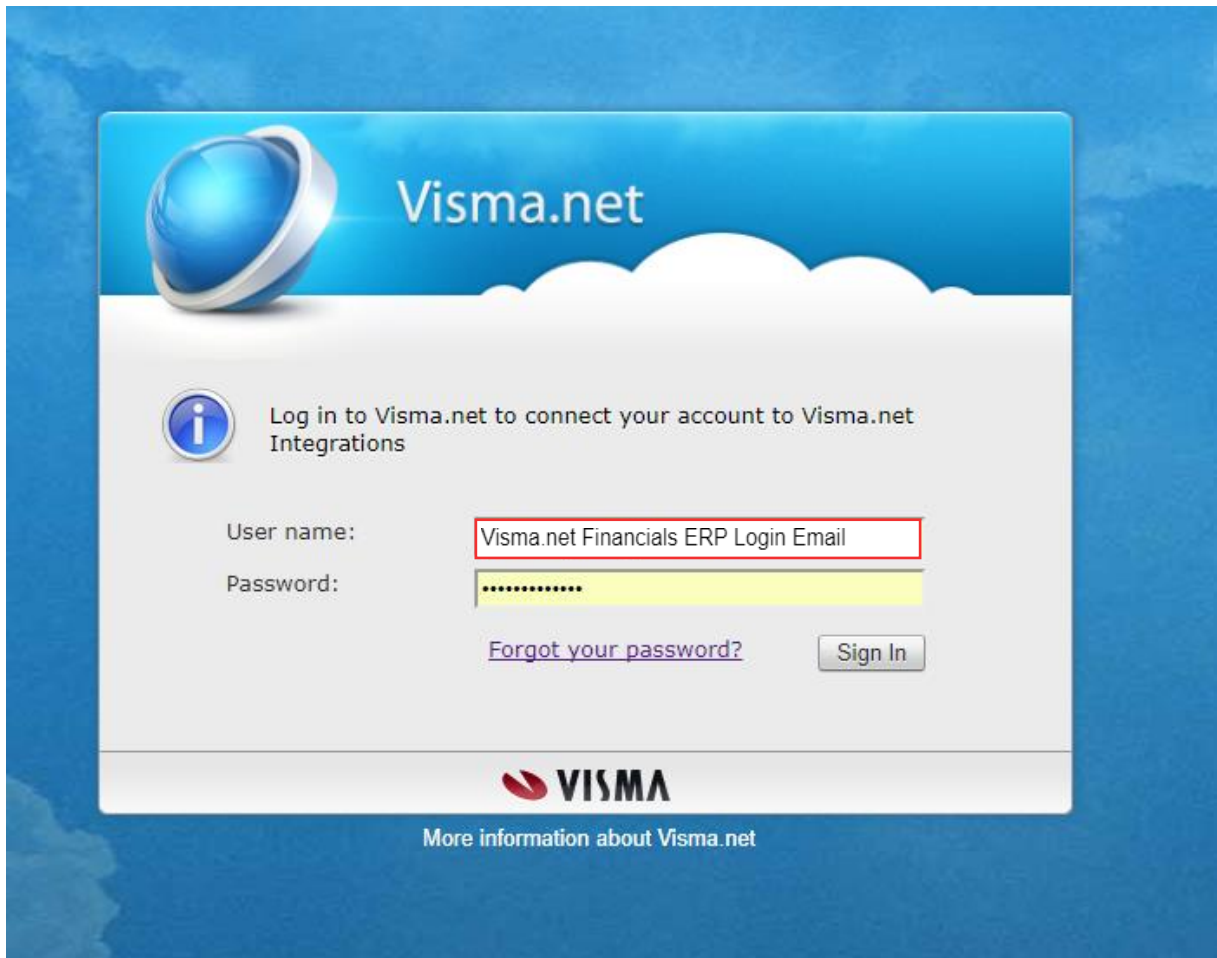 Visma.net
Log in to Visma.net to connect your account to Visma.net
Integrations
User name:
Visma.net Financials ERP Login Email
Password:
•••••••••••••
Forgot your password?
Sign In
VISMA
More information about Visma.net